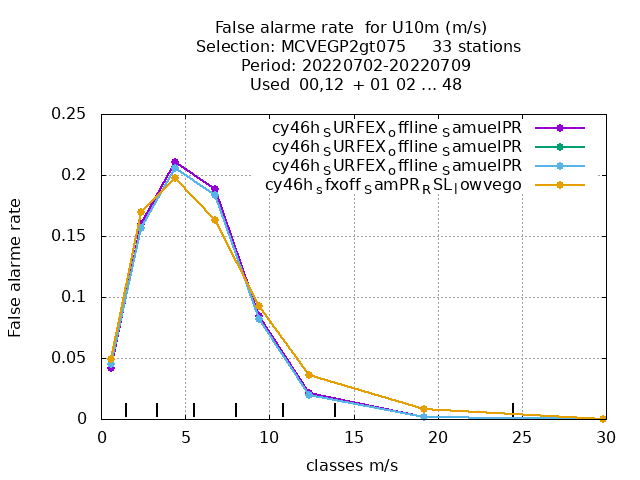 False alarme rate  for U10m (m/s)
Selection: MCVEGP2gt075     33 stations
Period: 20220702-20220709
Used  00,12  + 01 02 ... 48
0.25
cy46h_SURFEX_offline_SamuelPR
cy46h_SURFEX_offline_SamuelPR
cy46h_SURFEX_offline_SamuelPR
cy46h_sfxoff_SamPR_RSL_lowvego
0.2
0.15
0.1
0.05
0
False alarme rate
0 5 10 15 20 25 30
classes m/s